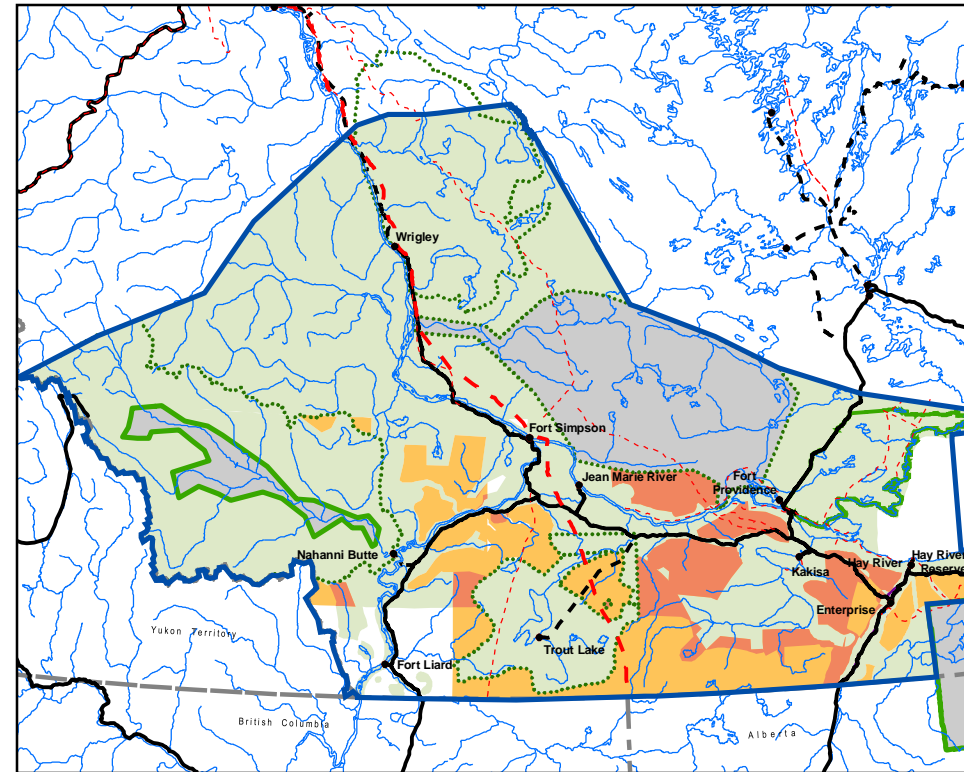 Wrigley
Fort Simpson
Jean Marie River
Fort
Providence
Nahanni Butte
Hay River
Hay River
Reserve
Kakisa
Enterprise
Trout Lake
Fort Liard
Yukon Territory
British Columbia
Alberta